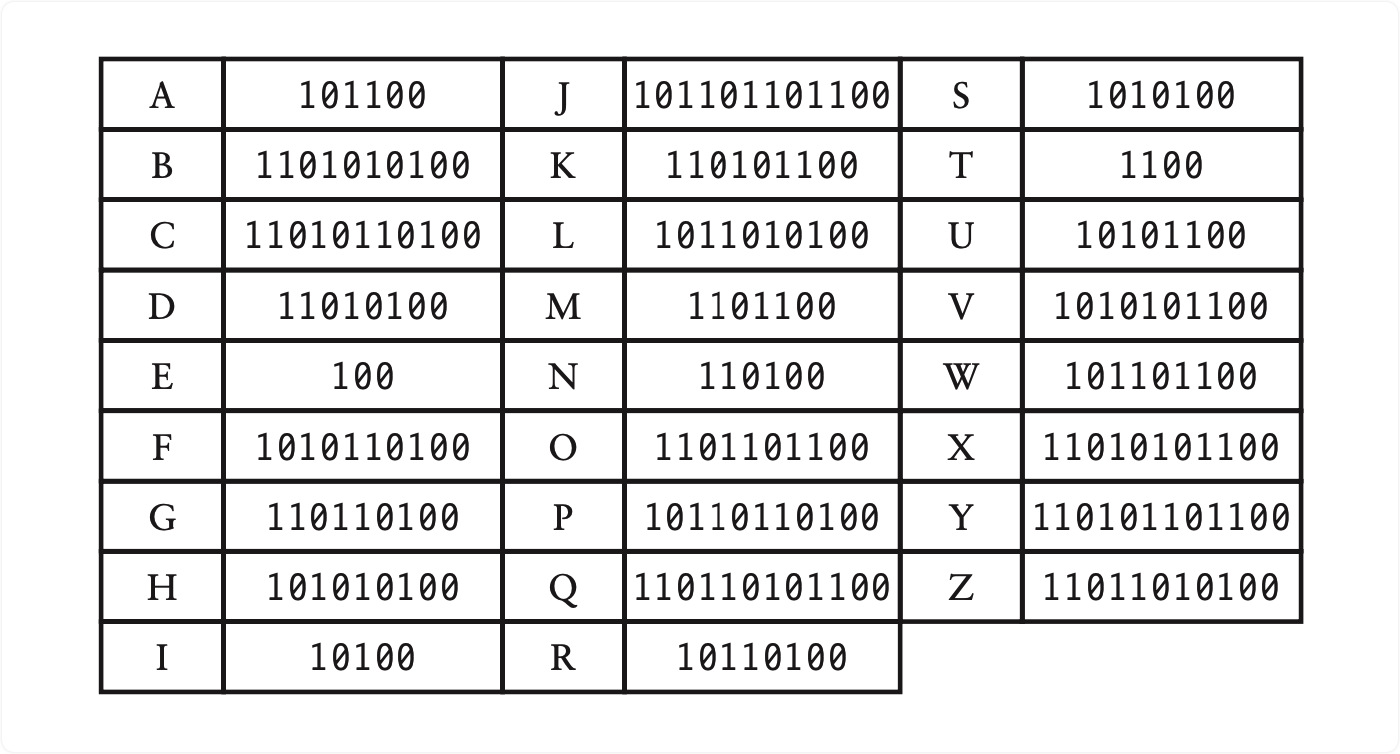 A 101100 J 101101101100 S 1010100
B 1101010100 K 110101100 T 1100
C 11010110100 L 1011010100 U 10101100
D 11010100 M 1101100 V 1010101100
E 100 N 110100 W 101101100
F 1010110100 O 1101101100 X 11010101100
G 110110100 P 10110110100 Y 110101101100
H 101010100 Q 110110101100 Z 11011010100
I 10100 R 10110100